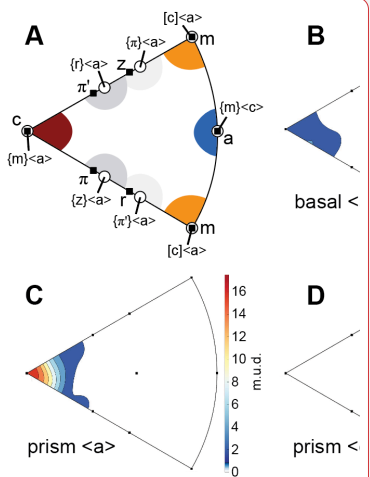 A
[c]<a>
m
{π}<a>
{r}<a>
z
π'
c
{m}<a>
{m}<c>
a
π
{z}<a>
r
{π'}<a>
m
[c]<a>
B
basal <
C
prism <a>
16
14
12
10
8
6
4
2
0
m.u.d.
D
prism <